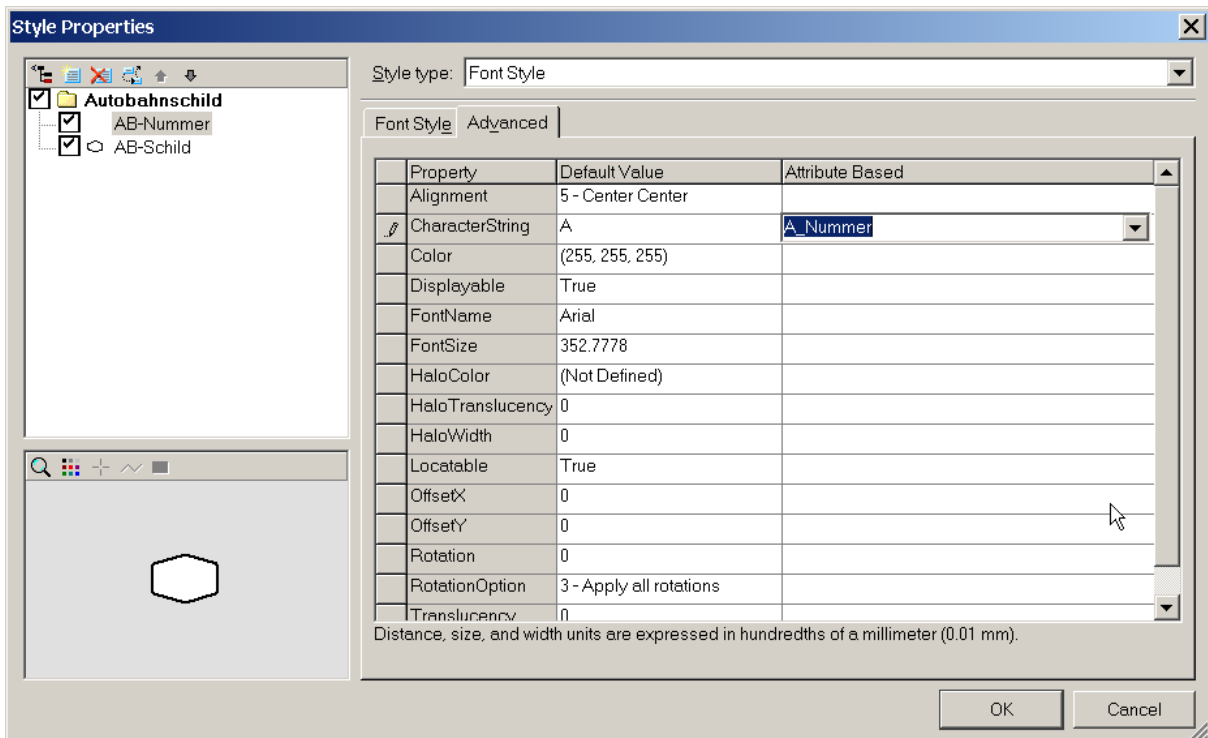 Style Properties
Autobahnschild
AB-Nummer
AB-Schild
Style type: Font Style
Font Style Advanced
Property Default Value Attribute Based
Alignment 5 - Center Center
CharacterString A A_Nummer
Color (255, 255, 255)
Displayable True
FontName Arial
FontSize 352.7778
HaloColor (Not Defined)
HaloTranslucency 0
HaloWidth 0
Locatable True
OffsetX 0
OffsetY 0
Rotation 0
RotationOption 3 - Apply all rotations
Translucency 0
Distance, size, and width units are expressed in hundredths of a millimeter (0.01 mm).
OK Cancel